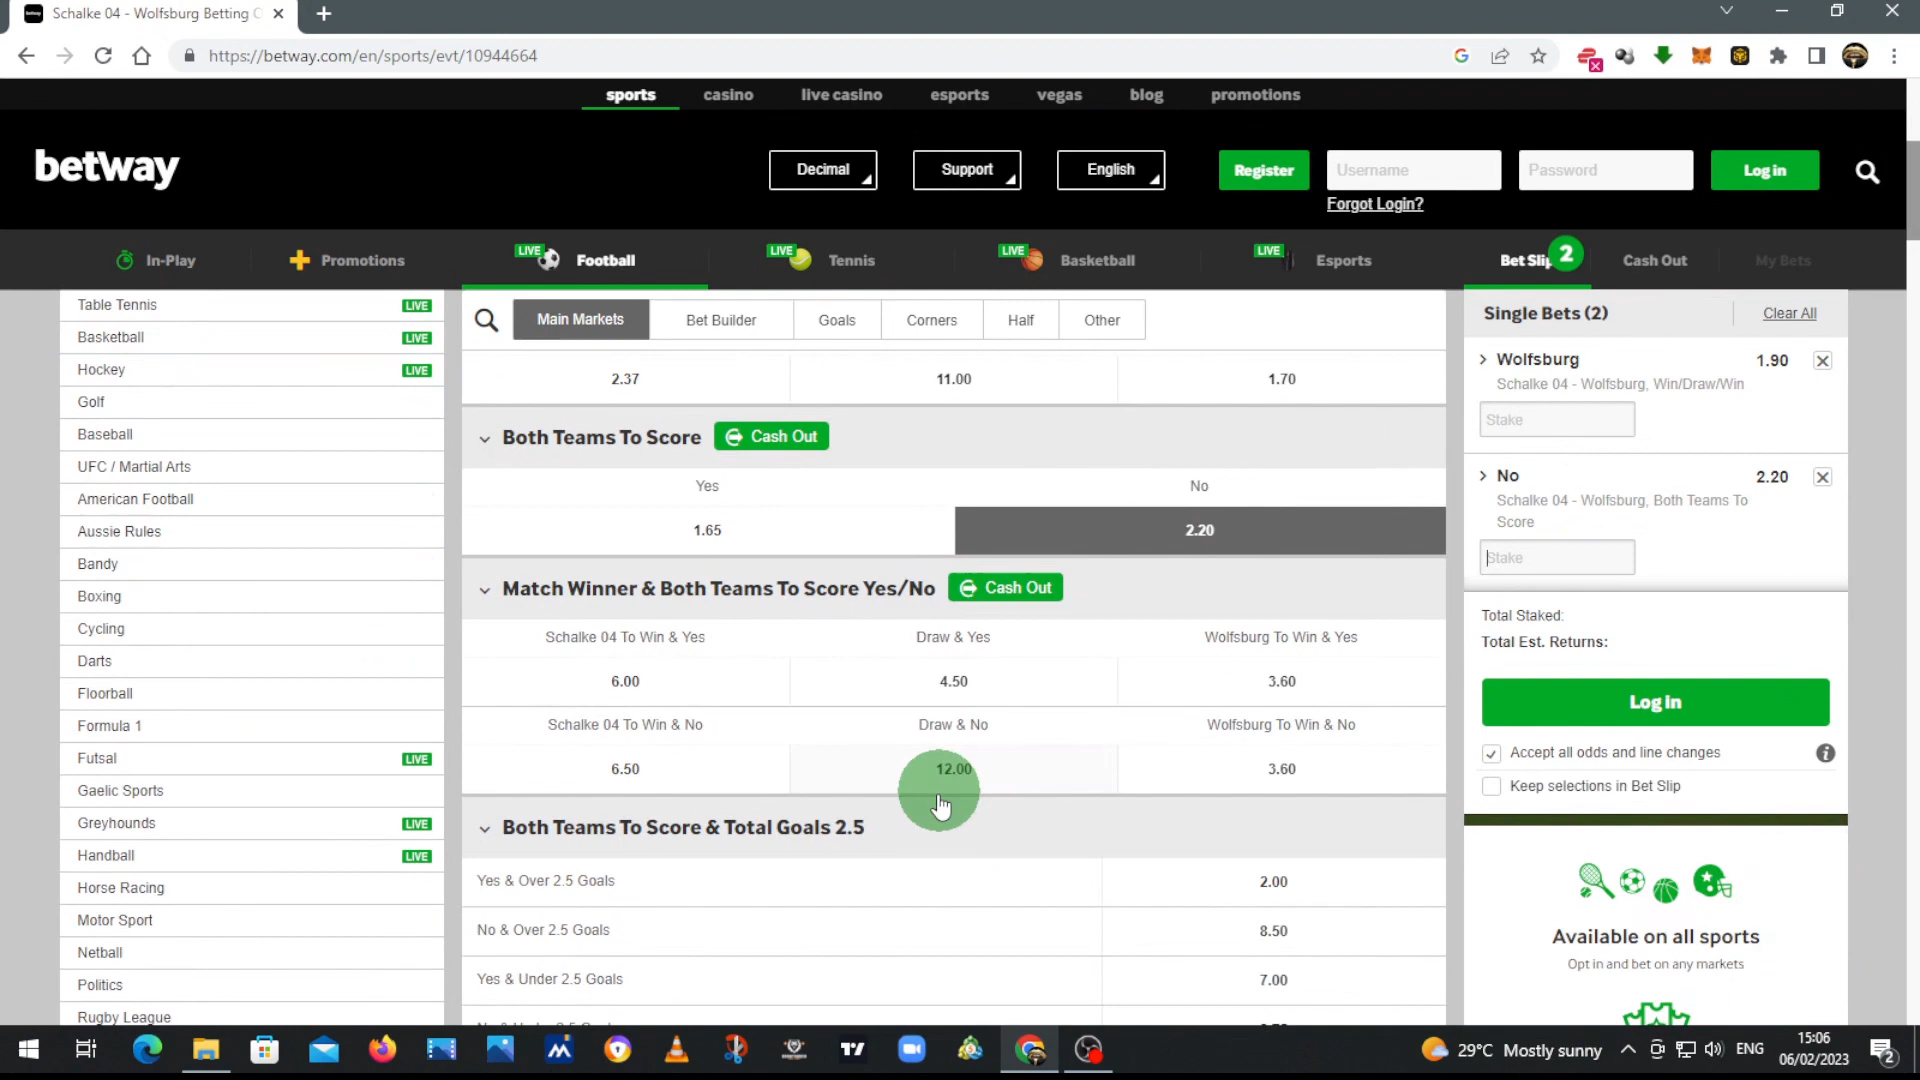 Schalke 04 - Wolfsburg Betting
https://betway.com/en/sports/evt/10944664
sports casino live casino esports vegas blog promotions
betway
Decimal Support English Register Username Password Log in
Forgot Login?
In-Play Promotions LIVE Football LIVE Tennis LIVE Basketball LIVE Esports Bet Slip 2 Cash Out My Bets
Table Tennis LIVE
Basketball LIVE
Hockey LIVE
Golf
Baseball
UFC / Martial Arts
American Football
Aussie Rules
Bandy
Boxing
Cycling
Darts
Floorball
Formula 1
Futsal LIVE
Gaelic Sports
Greyhounds LIVE
Handball LIVE
Horse Racing
Motor Sport
Netball
Politics
Rugby League
Main Markets Bet Builder Goals Corners Half Other
2.37 11.00 1.70
Both Teams To Score Cash Out
Yes No
1.65 2.20
Match Winner & Both Teams To Score Yes/No Cash Out
Schalke 04 To Win & Yes Draw & Yes Wolfsburg To Win & Yes
6.00 4.50 3.60
Schalke 04 To Win & No Draw & No Wolfsburg To Win & No
6.50 12.00 3.60
Both Teams To Score & Total Goals 2.5
Yes & Over 2.5 Goals 2.00
No & Over 2.5 Goals 8.50
Yes & Under 2.5 Goals 7.00
Single Bets (2) Clear All
Wolfsburg 1.90
Schalke 04 - Wolfsburg, Win/Draw/Win
Stake
No 2.20
Schalke 04 - Wolfsburg, Both Teams To
Score
Stake
Total Staked:
Total Est. Returns:
Log in
Accept all odds and line changes
Keep selections in Bet Slip
Available on all sports
Opt in and bet on any markets
29°C Mostly sunny ENG
15:06
06/02/2023
2